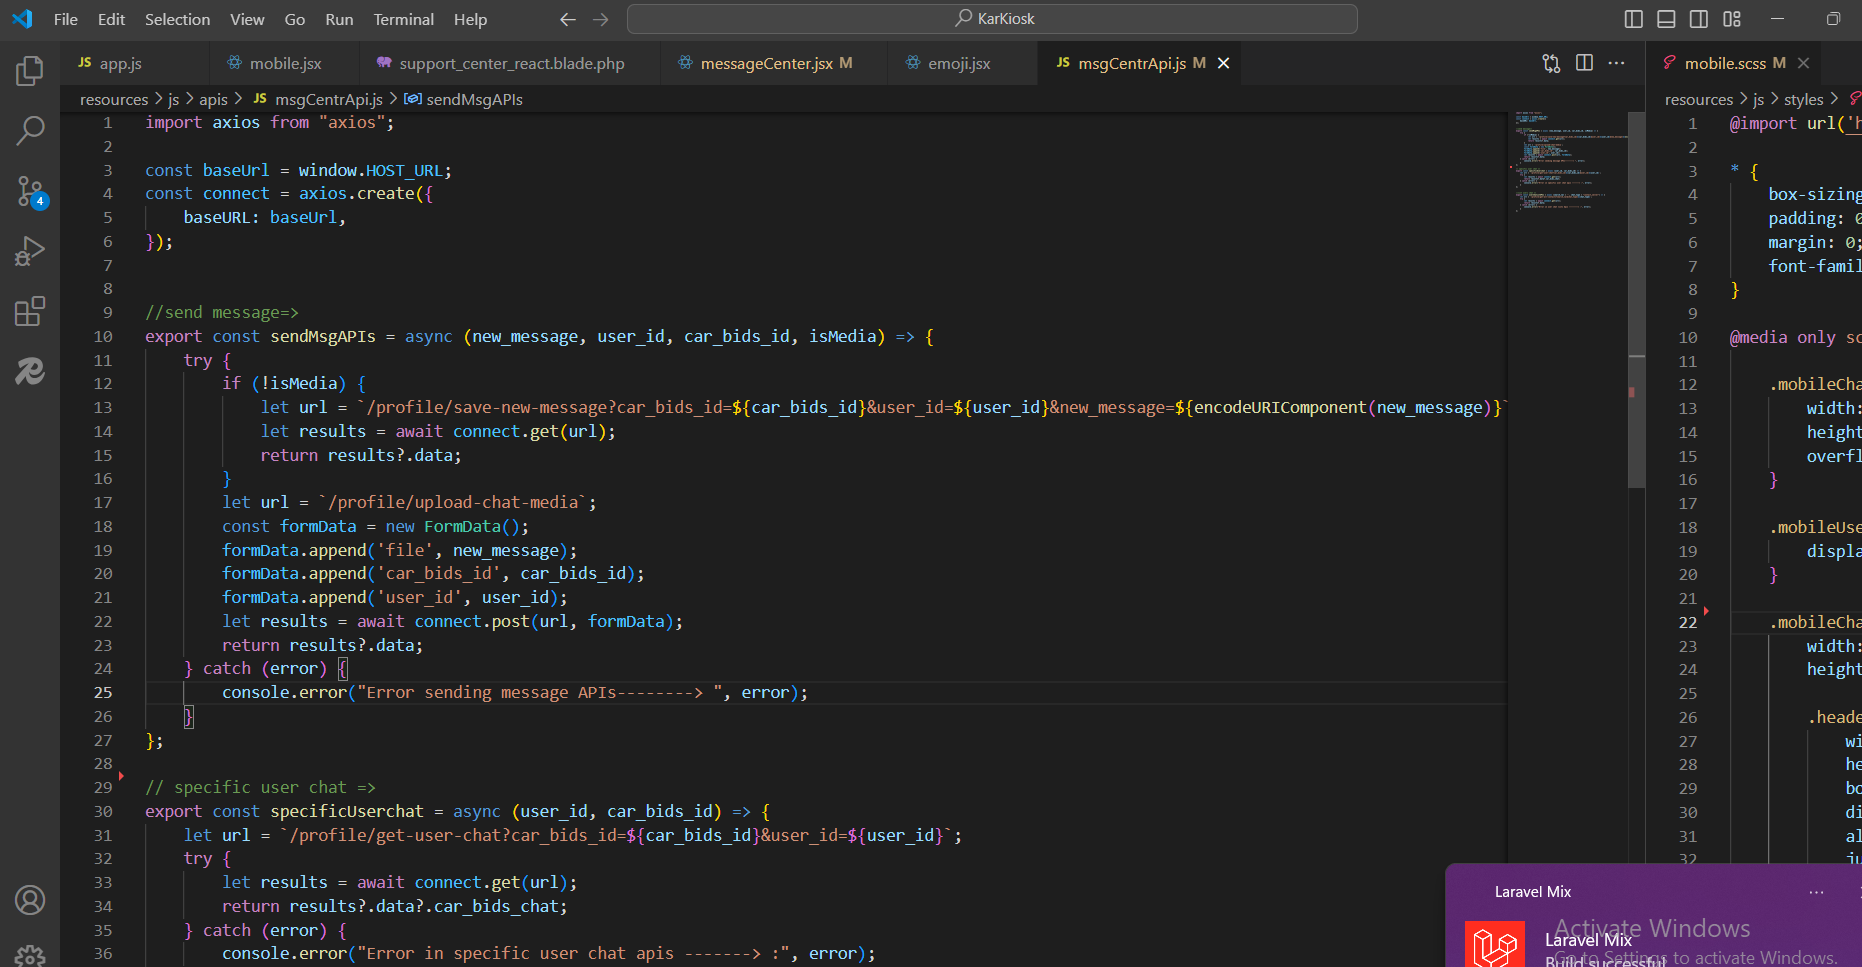 File Edit Selection View Go Run Terminal Help
KarKiosk
JS app.js
mobile.jsx
support_center_react.blade.php
messageCenter.jsx M
emoji.jsx
JS msgCentrApi.js M
mobile.scss M
resources > js > apis > JS msgCentrApi.js > sendMsgAPIs
resources > js > styles >
4
1 import axios from "axios";
2
3 const baseUrl = window.HOST_URL;
4 const connect = axios.create({
5 baseURL: baseUrl,
6 });
7
8
9 //send message=>
10 export const sendMsgAPIs = async (new_message, user_id, car_bids_id, isMedia) => {
11 try {
12 if (!isMedia) {
13 let url = `/profile/save-new-message?car_bids_id=${car_bids_id}&user_id=${user_id}&new_message=${encodeURIComponent(new_message)}`
14 let results = await connect.get(url);
15 return results?.data;
16 }
17 let url = `/profile/upload-chat-media`;
18 const formData = new FormData();
19 formData.append('file', new_message);
20 formData.append('car_bids_id', car_bids_id);
21 formData.append('user_id', user_id);
22 let results = await connect.post(url, formData);
23 return results?.data;
24 } catch (error) {
25 console.error("Error sending message APIs--------> ", error);
26 }
27 };
28
29 // specific user chat =>
30 export const specificUserchat = async (user_id, car_bids_id) => {
31 let url = `/profile/get-user-chat?car_bids_id=${car_bids_id}&user_id=${user_id}`;
32 try {
33 let results = await connect.get(url);
34 return results?.data?.car_bids_chat;
35 } catch (error) {
36 console.error("Error in specific user chat apis -------> :", error);
1 @import url('h
2
3 * {
4 box-sizing
5 padding: 0
6 margin: 0;
7 font-famil
8 }
9
10 @media only sc
11
12 .mobileCha
13 width:
14 height
15 overfl
16 }
17
18 .mobileUse
19 displa
20 }
21
22 .mobileCha
23 width:
24 height
25
26 .heade
27 wi
28 he
29 bo
30 di
31 al
32 ju
Laravel Mix
Activate Windows
Laravel Mix
Go to Settings to activate Windows.
Build successful